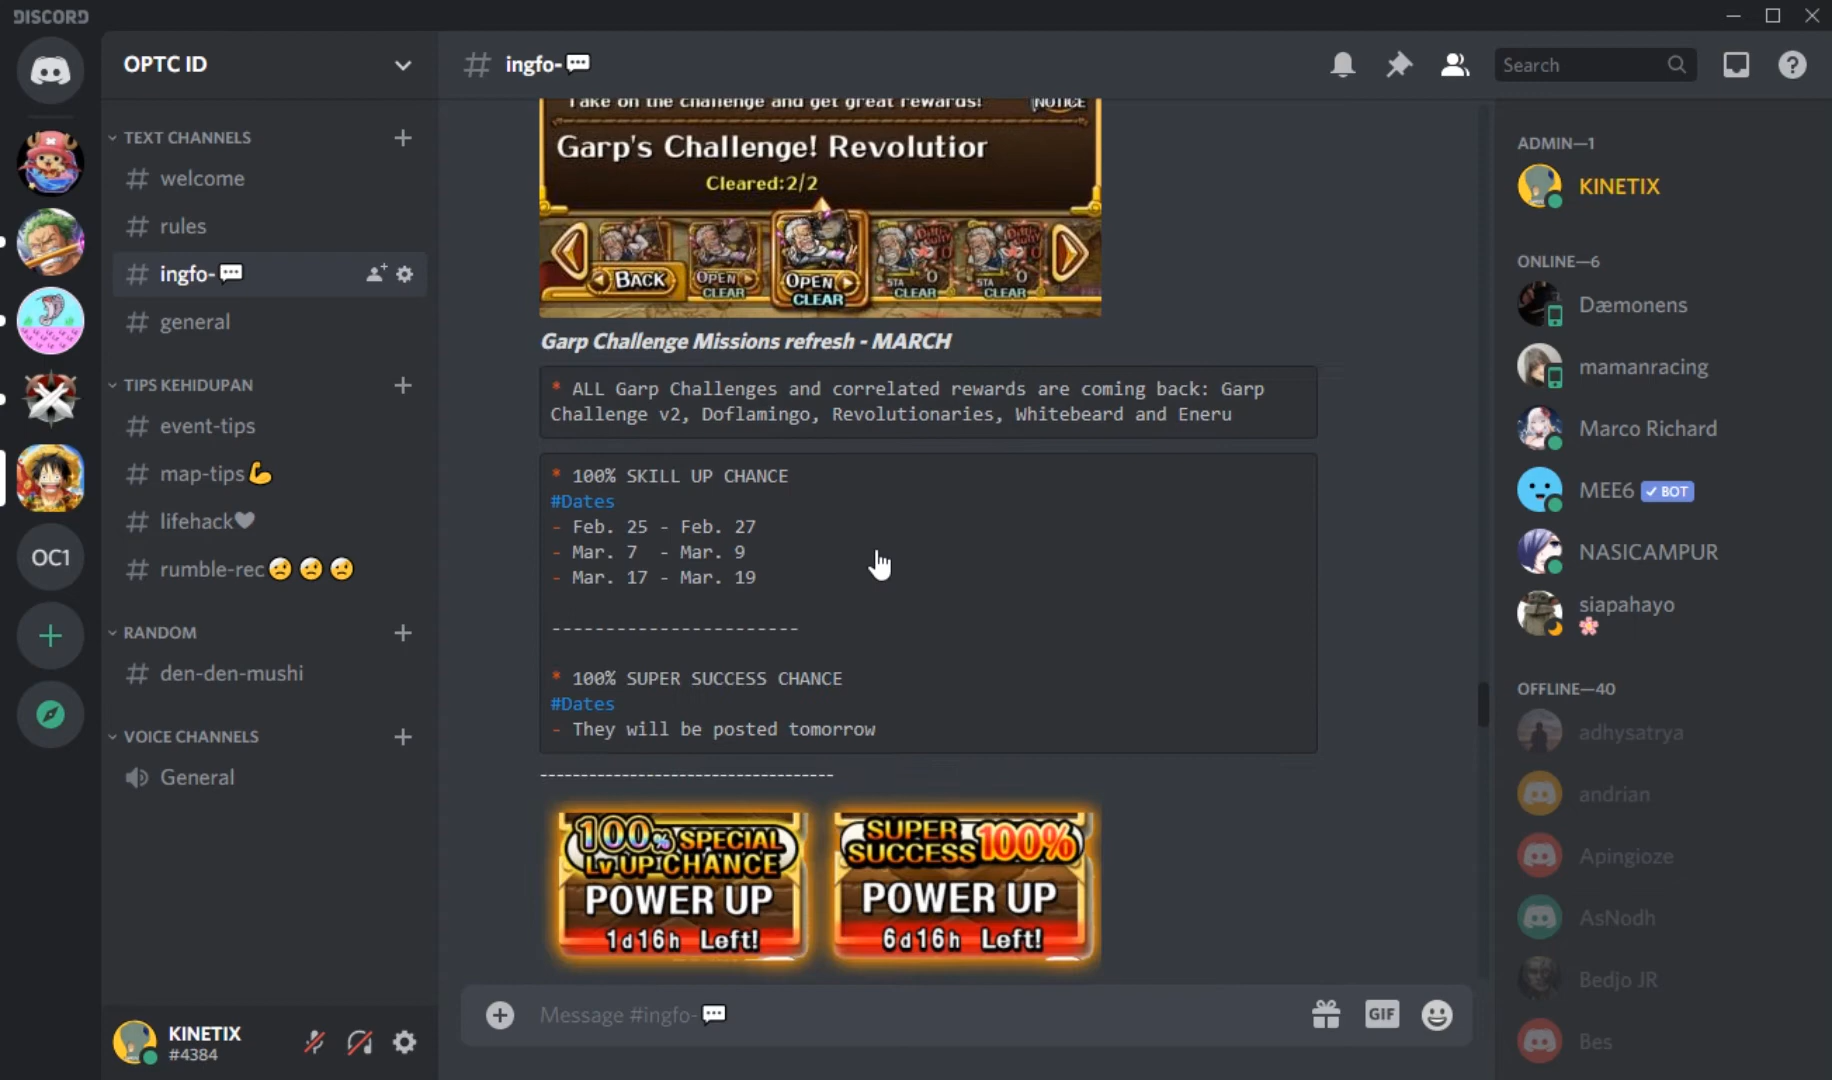 DISCORD
OPTC ID
TEXT CHANNELS
# welcome
# rules
# ingfo-💬
# general
TIPS KEHIDUPAN
# event-tips
# map-tips💪
# lifehack🖤
# rumble-rec🤕 🤕 🤕
RANDOM
# den-den-mushi
VOICE CHANNELS
General
OC1
KINETIX
#4384
# ingfo-💬
Search
Take on the challenge and get great rewards!
NOTICE
Garp's Challenge! Revolution
Cleared:2/2
BACK
OPEN
CLEAR
OPEN
CLEAR
STA 0
CLEAR
STA 0
CLEAR
Garp Challenge Missions refresh - MARCH
* ALL Garp Challenges and correlated rewards are coming back: Garp
Challenge v2, Doflamingo, Revolutionaries, Whitebeard and Eneru
* 100% SKILL UP CHANCE
#Dates
- Feb. 25 - Feb. 27
- Mar. 7 - Mar. 9
- Mar. 17 - Mar. 19
-----------------------
* 100% SUPER SUCCESS CHANCE
#Dates
- They will be posted tomorrow
------------------------------------
100% SPECIAL
Lv UP CHANCE
POWER UP
1d16h Left!
SUPER
SUCCESS 100%
POWER UP
6d16h Left!
Message #ingfo-💬
GIF
ADMIN—1
KINETIX
ONLINE—6
Dæmonens
mamanracing
Marco Richard
MEE6 ✓ BOT
NASICAMPUR
siapahayo
🌸
OFFLINE—40
adhysatrya
andrian
Apingioze
AsNodh
Bedjo JR
Bes